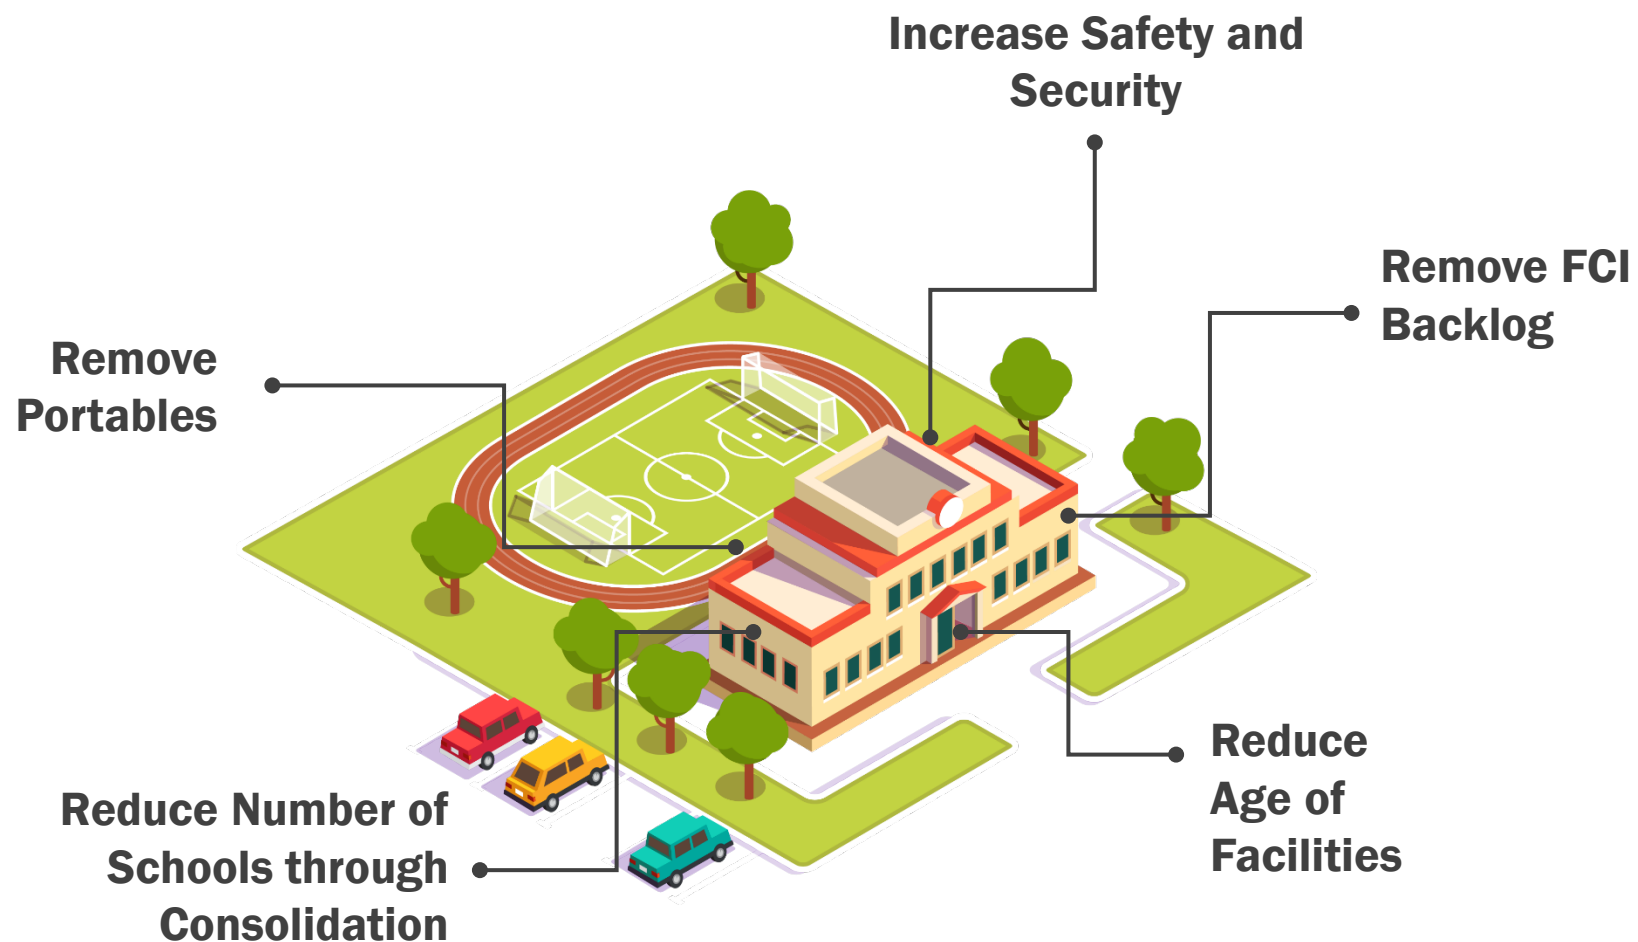 Increase Safety and
Security
Remove FCI
Backlog
Remove
Portables
Reduce
Age of
Facilities
Reduce Number of
Schools through
Consolidation